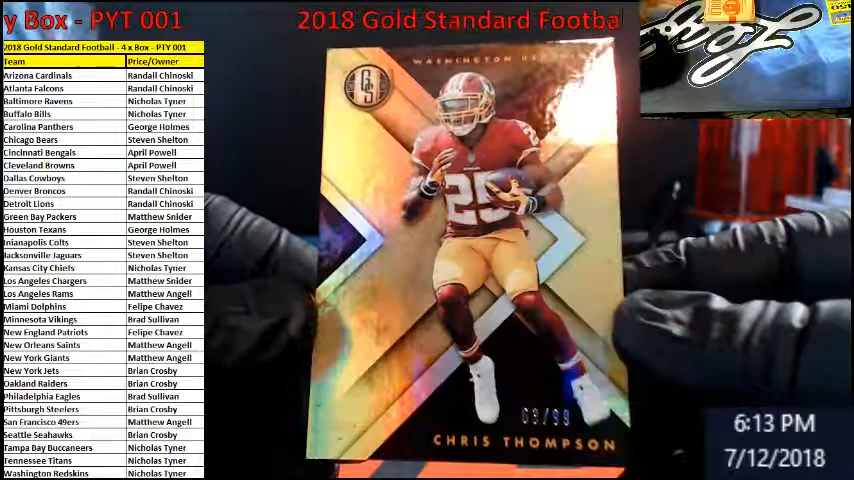 y Box - PYT 001
2018 Gold Standard Footba
2018 Gold Standard Football - 4 x Box - PTY 001
Team Price/Owner
Arizona Cardinals Randall Chinoski
Atlanta Falcons Randall Chinoski
Baltimore Ravens Nicholas Tyner
Buffalo Bills Nicholas Tyner
Carolina Panthers George Holmes
Chicago Bears Steven Shelton
Cincinnati Bengals April Powell
Cleveland Browns April Powell
Dallas Cowboys Steven Shelton
Denver Broncos Randall Chinoski
Detroit Lions Randall Chinoski
Green Bay Packers Matthew Snider
Houston Texans George Holmes
Inianapolis Colts Steven Shelton
Jacksonville Jaguars Steven Shelton
Kansas City Chiefs Nicholas Tyner
Los Angeles Chargers Matthew Snider
Los Angeles Rams Matthew Angell
Miami Dolphins Felipe Chavez
Minnesota Vikings Brad Sullivan
New England Patriots Felipe Chavez
New Orleans Saints Matthew Angell
New York Giants Matthew Angell
New York Jets Brian Crosby
Oakland Raiders Brian Crosby
Philadelphia Eagles Brad Sullivan
Pittsburgh Steelers Brian Crosby
San Francisco 49ers Matthew Angell
Seattle Seahawks Brian Crosby
Tampa Bay Buccaneers Nicholas Tyner
Tennessee Titans Nicholas Tyner
Washington Redskins Nicholas Tyner
WASHINGTON
GS
25
63/99
CHRIS THOMPSON
6:13 PM
7/12/2018